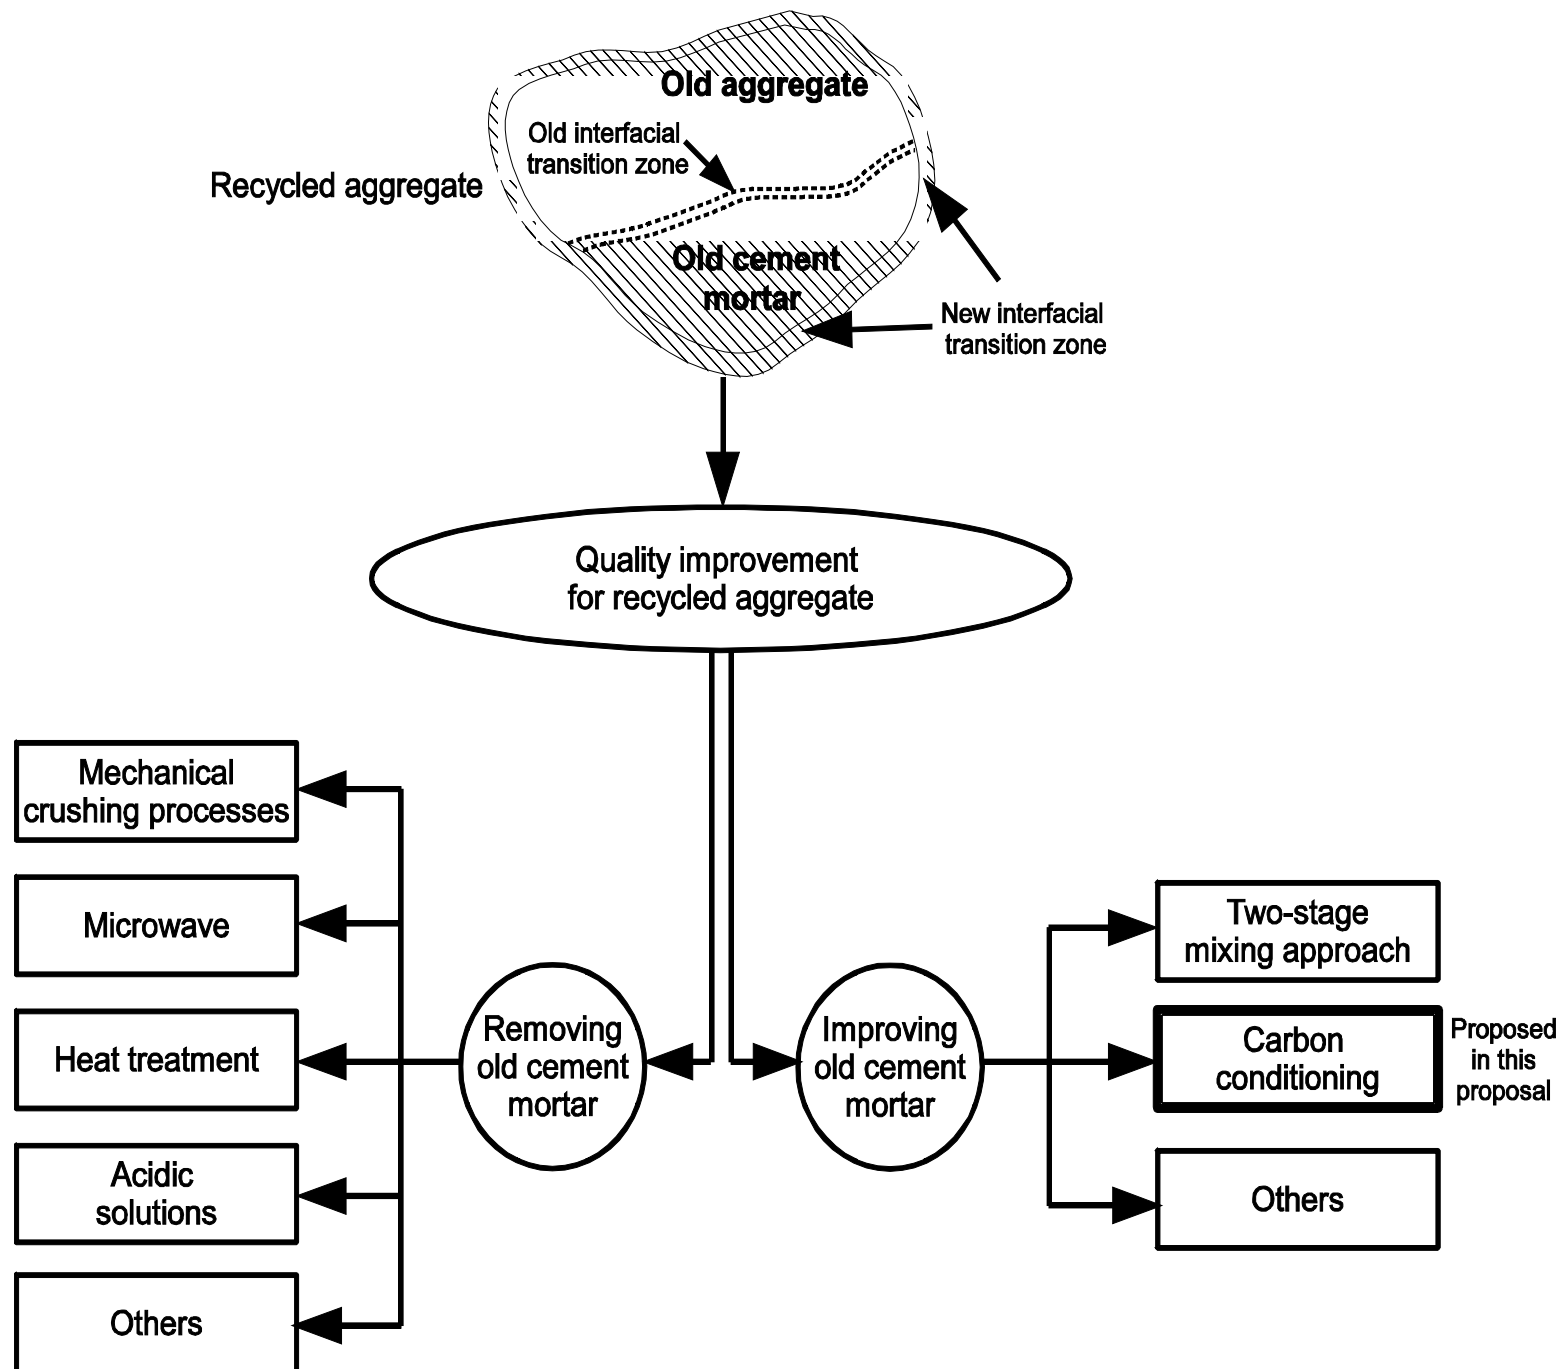 Old aggregate
Old interfacial
transition zone
Recycled aggregate
Old cement
mortar
New interfacial
transition zone
Quality improvement
for recycled aggregate
Mechanical
crushing processes
Microwave
Heat treatment
Acidic
solutions
Others
Removing
old cement
mortar
Improving
old cement
mortar
Two-stage
mixing approach
Carbon
conditioning
Proposed
in this
proposal
Others